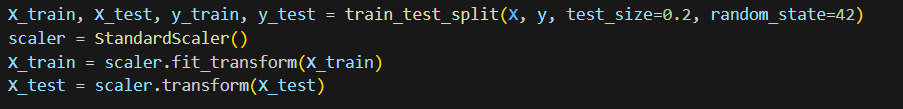 X_train, X_test, y_train, y_test = train_test_split(X, y, test_size=0.2, random_state=42)
scaler = StandardScaler()
X_train = scaler.fit_transform(X_train)
X_test = scaler.transform(X_test)